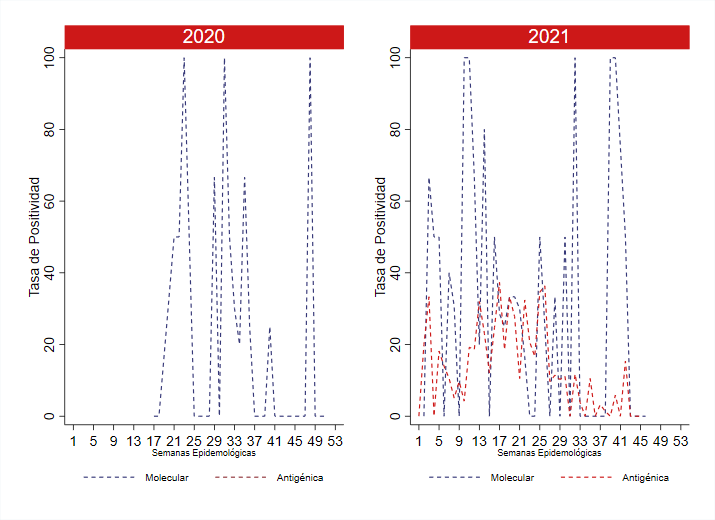 2020
Tasa de Positividad
0 20 40 60 80 100
1 5 9 13 17 21 25 29 33 37 41 45 49 53
Semanas Epidemológicas
Molecular Antigénica
2021
Tasa de Positividad
0 20 40 60 80 100
1 5 9 13 17 21 25 29 33 37 41 45 49 53
Semanas Epidemológicas
Molecular Antigénica